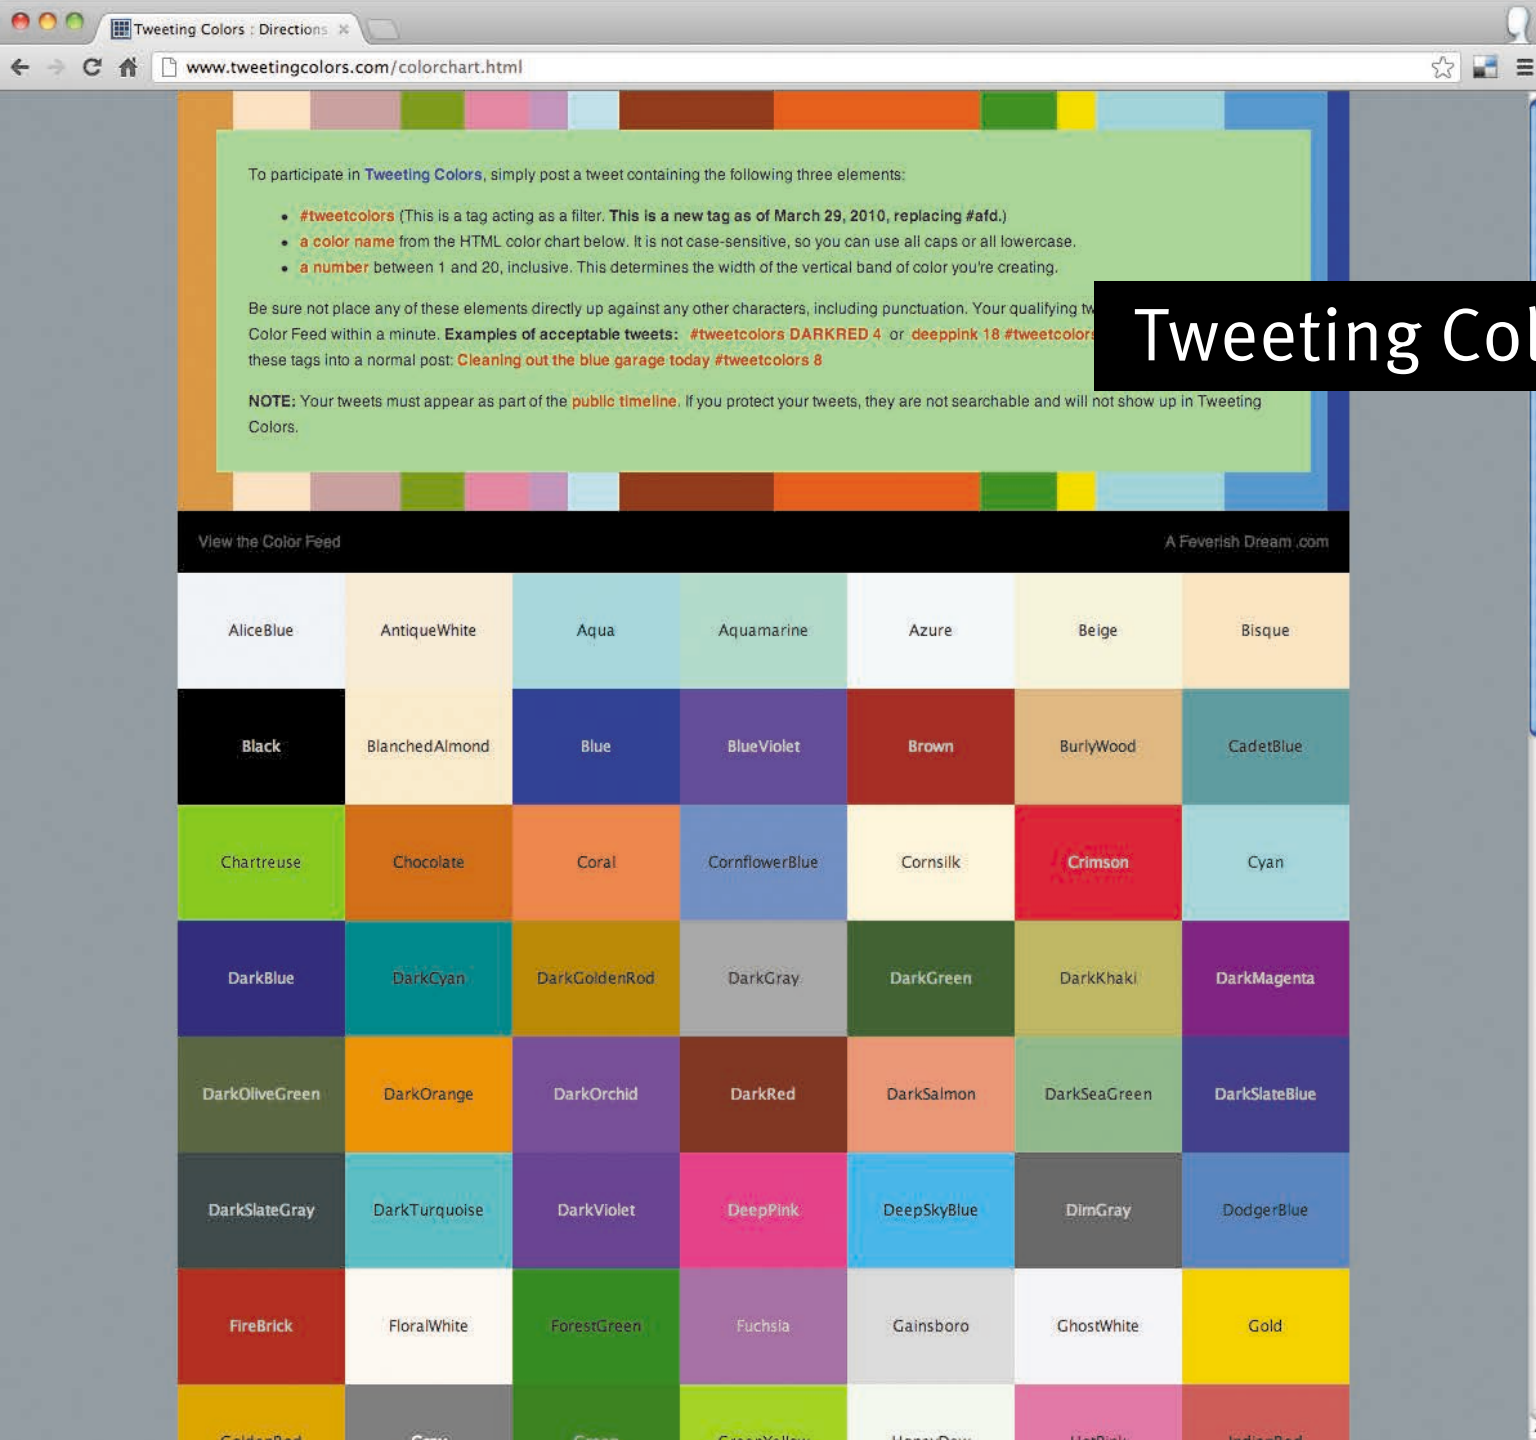 Tweeting Colors : Directions
www.tweetingcolors.com/colorchart.html
To participate in Tweeting Colors, simply post a tweet containing the following three elements:
• #tweetcolors (This is a tag acting as a filter. This is a new tag as of March 29, 2010, replacing #afd.)
• a color name from the HTML color chart below. It is not case-sensitive, so you can use all caps or all lowercase.
• a number between 1 and 20, inclusive. This determines the width of the vertical band of color you're creating.
Be sure not place any of these elements directly up against any other characters, including punctuation. Your qualifying tw
Color Feed within a minute. Examples of acceptable tweets: #tweetcolors DARKRED 4 or deeppink 18 #tweetcolors
these tags into a normal post: Cleaning out the blue garage today #tweetcolors 8
Tweeting Col
NOTE: Your tweets must appear as part of the public timeline. If you protect your tweets, they are not searchable and will not show up in Tweeting
Colors.
View the Color Feed A Feverish Dream .com
AliceBlue AntiqueWhite Aqua Aquamarine Azure Beige Bisque
Black BlanchedAlmond Blue BlueViolet Brown BurlyWood CadetBlue
Chartreuse Chocolate Coral CornflowerBlue Cornsilk Crimson Cyan
DarkBlue DarkCyan DarkGoldenRod DarkGray DarkGreen DarkKhaki DarkMagenta
DarkOliveGreen DarkOrange DarkOrchid DarkRed DarkSalmon DarkSeaGreen DarkSlateBlue
DarkSlateGray DarkTurquoise DarkViolet DeepPink DeepSkyBlue DimGray DodgerBlue
FireBrick FloralWhite ForestGreen Fuchsia Gainsboro GhostWhite Gold